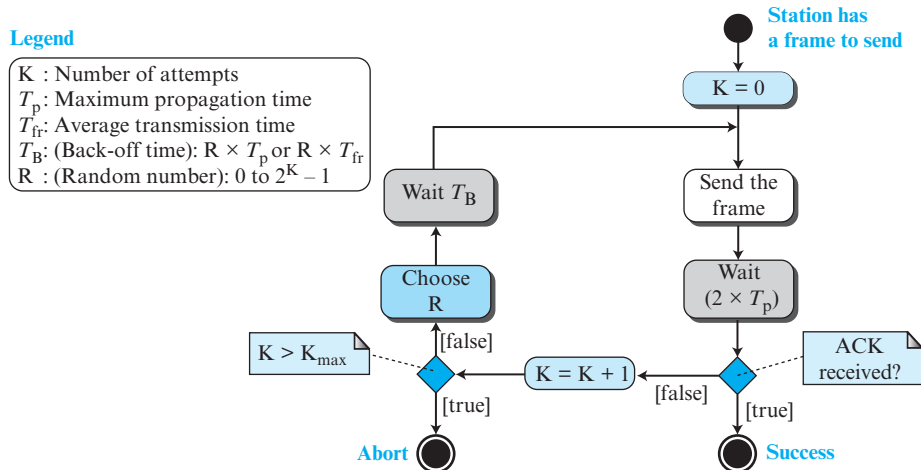 Station has
a frame to send
Legend
K : Number of attempts
Tp: Maximum propagation time
Tfr: Average transmission time
TB: (Back-off time): R × Tp or R × Tfr
R : (Random number): 0 to 2^K – 1
K = 0
Wait TB
Send the
frame
Choose
R
Wait
(2 × Tp)
[false]
K > Kmax
K = K + 1
ACK
received?
[false]
[true]
[true]
Abort
Success